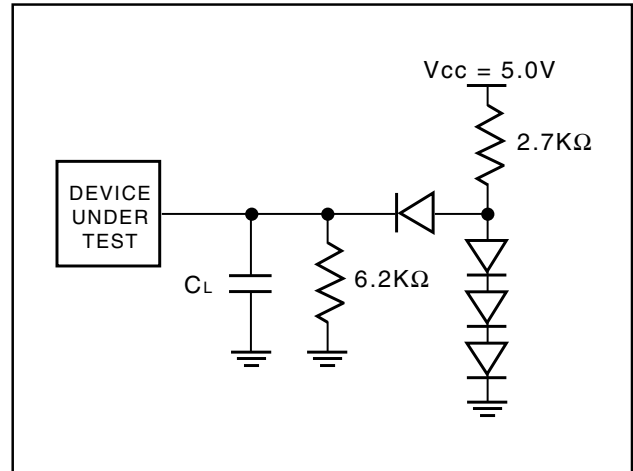 Vcc = 5.0V
2.7KΩ
DEVICE
UNDER
TEST
CL
6.2KΩ